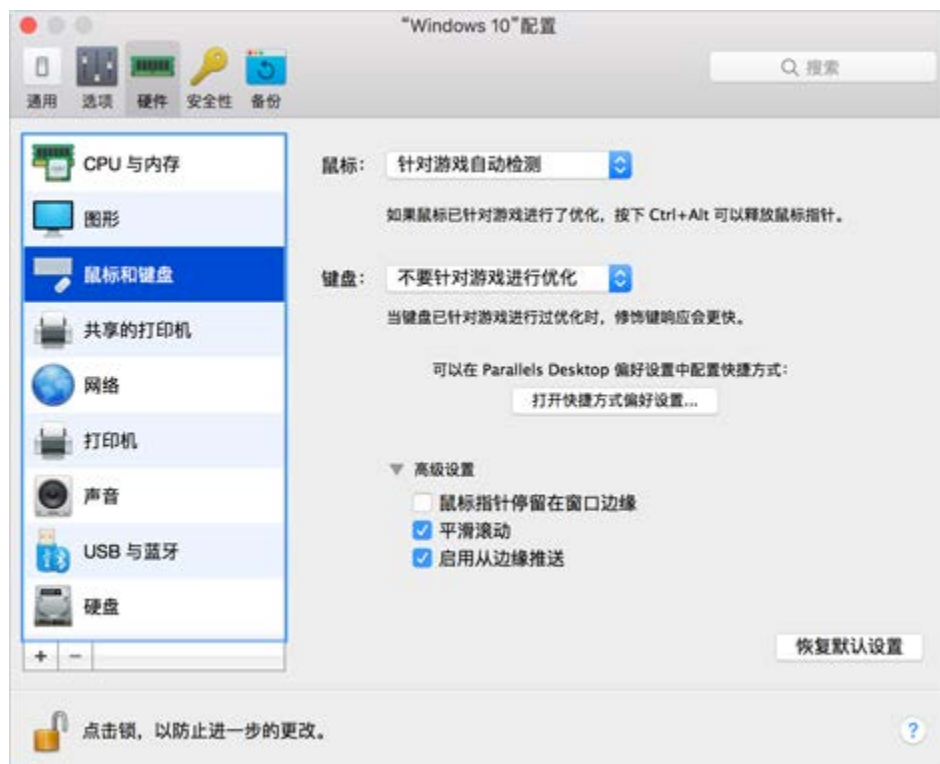 “Windows 10”配置
通用 选项 硬件 安全性 备份
搜索
CPU 与内存
图形
鼠标和键盘
共享的打印机
网络
打印机
声音
USB 与蓝牙
硬盘
+ −
鼠标： 针对游戏自动检测
如果鼠标已针对游戏进行了优化，按下 Ctrl+Alt 可以释放鼠标指针。
键盘： 不要针对游戏进行优化
当键盘已针对游戏进行过优化时，修饰键响应会更快。
可以在 Parallels Desktop 偏好设置中配置快捷方式：
打开快捷方式偏好设置...
高级设置
鼠标指针停留在窗口边缘
平滑滚动
启用从边缘推送
恢复默认设置
点击锁，以防止进一步的更改。
?